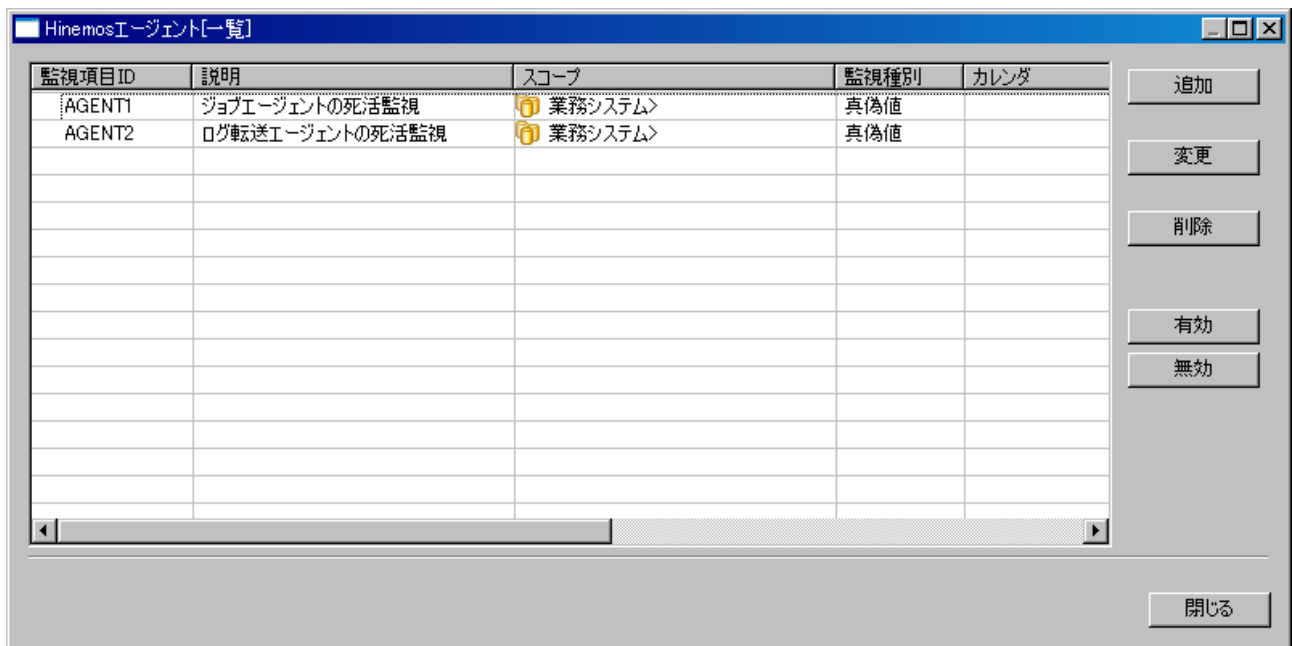 Hinemosエージェント[一覧]
監視項目ID 説明 スコープ 監視種別 カレンダ
AGENT1 ジョブエージェントの死活監視 業務システム> 真偽値
AGENT2 ログ転送エージェントの死活監視 業務システム> 真偽値
追加
変更
削除
有効
無効
閉じる